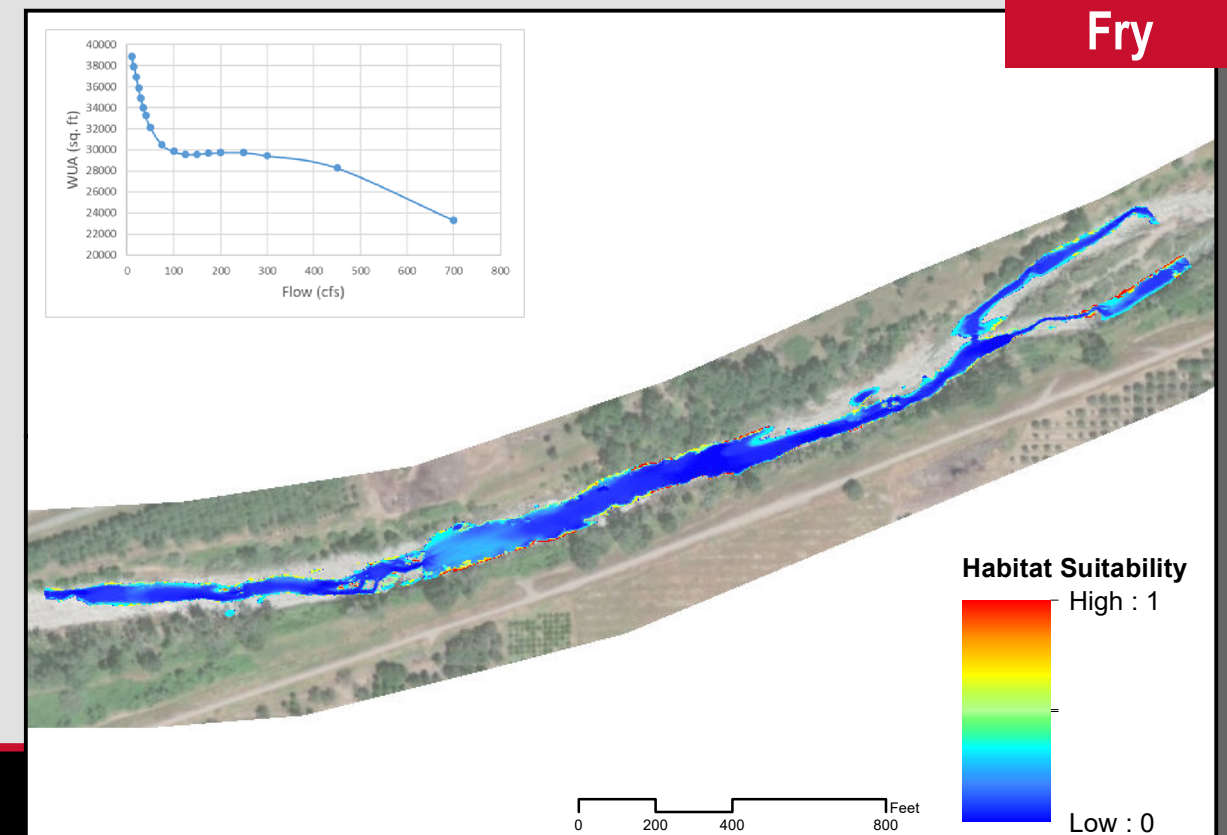 Fry
40000
38000
36000
34000
32000
30000
28000
26000
24000
22000
20000
WUA (sq. ft)
0 100 200 300 400 500 600 700 800
Flow (cfs)
Habitat Suitability
High : 1
Low : 0
Feet
0 200 400 800